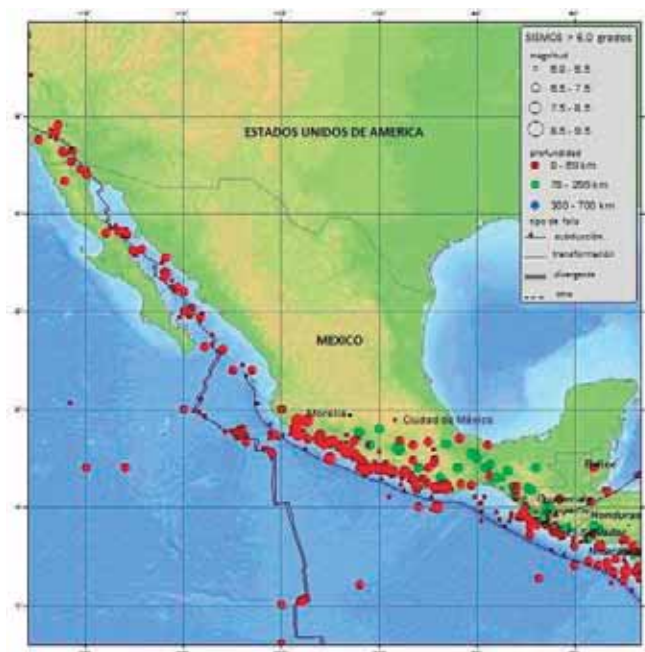 SISMOS > 6.0 grados
magnitud
6.0 - 6.5
6.5 - 7.5
7.5 - 8.5
8.5 - 9.5
profundidad
0 - 69 km
70 - 299 km
300 - 700 km
tipo de falla
subducción
transformación
divergente
otra
ESTADOS UNIDOS DE AMERICA
MEXICO
Morelia
Ciudad de México
Belice
Honduras